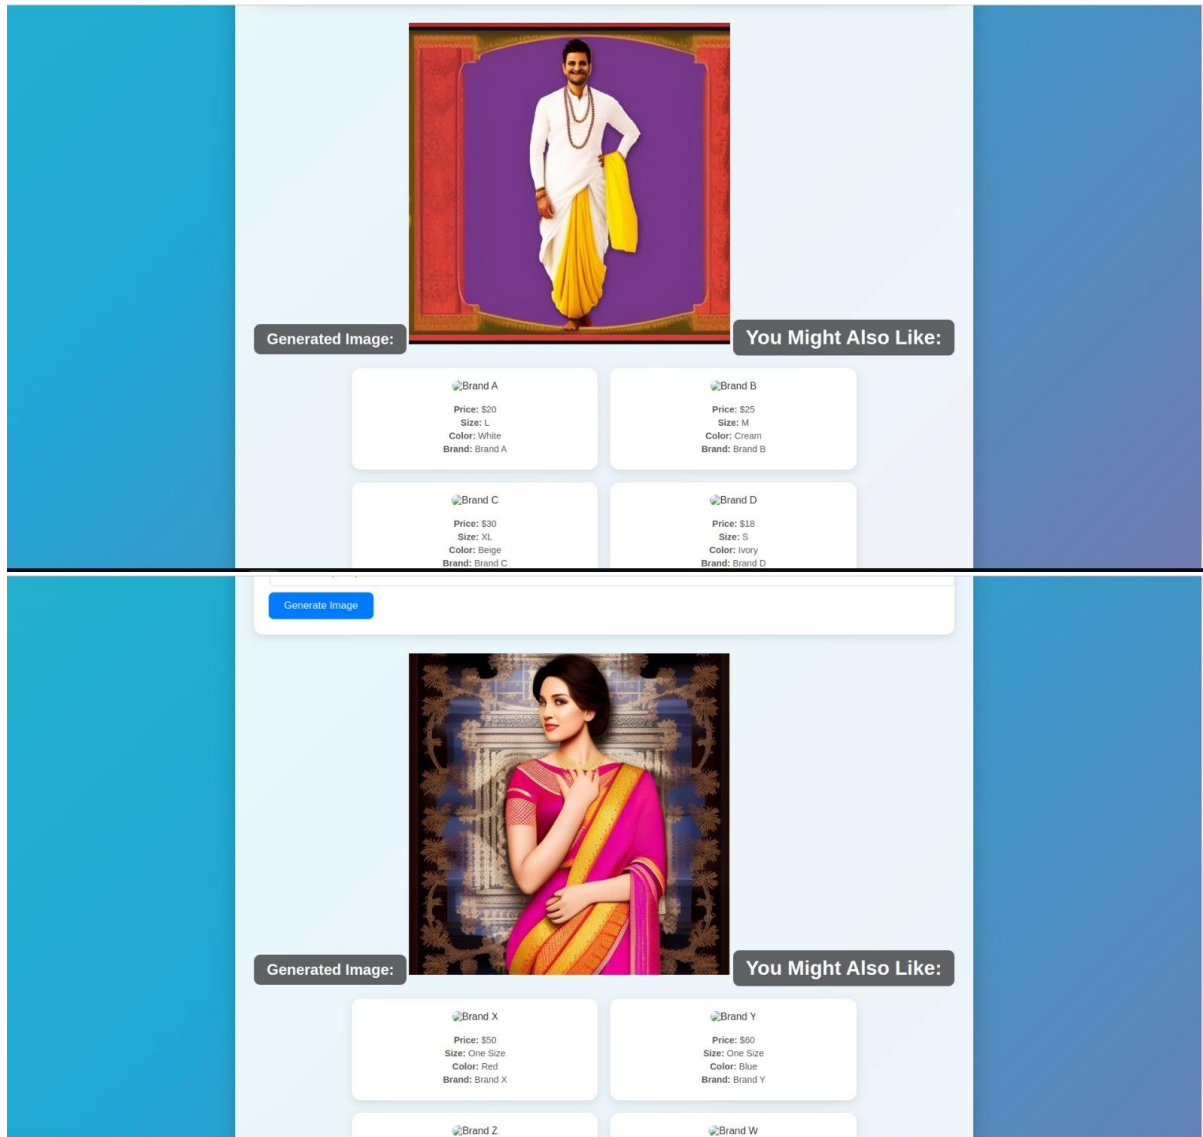 Generated Image:
You Might Also Like:
Brand A
Price: $20
Size: L
Color: White
Brand: Brand A
Brand B
Price: $25
Size: M
Color: Cream
Brand: Brand B
Brand C
Price: $30
Size: XL
Color: Beige
Brand: Brand C
Brand D
Price: $18
Size: S
Color: Ivory
Brand: Brand D
Generate Image
Generated Image:
You Might Also Like:
Brand X
Price: $50
Size: One Size
Color: Red
Brand: Brand X
Brand Y
Price: $60
Size: One Size
Color: Blue
Brand: Brand Y
Brand Z
Brand W